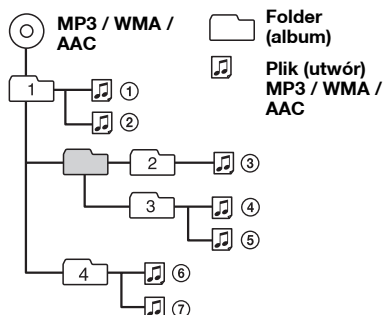 MP3 / WMA /
AAC
Folder
(album)
Plik (utwór)
MP3 / WMA /
AAC
1
①
②
2
③
3
④
⑤
4
⑥
⑦